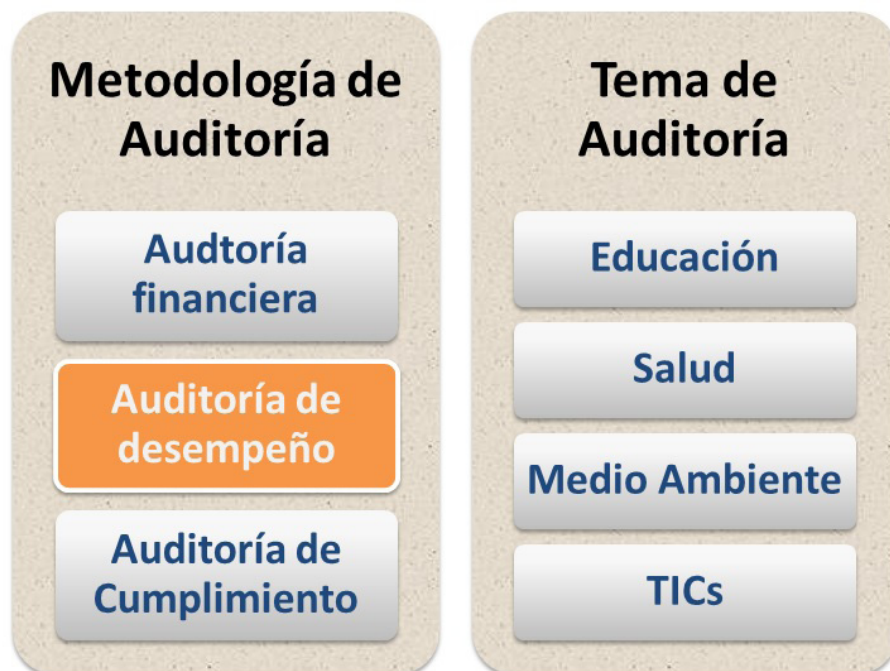 Metodología de
Auditoría
Audtoría
financiera
Auditoría de
desempeño
Auditoría de
Cumplimiento
Tema de
Auditoría
Educación
Salud
Medio Ambiente
TICs